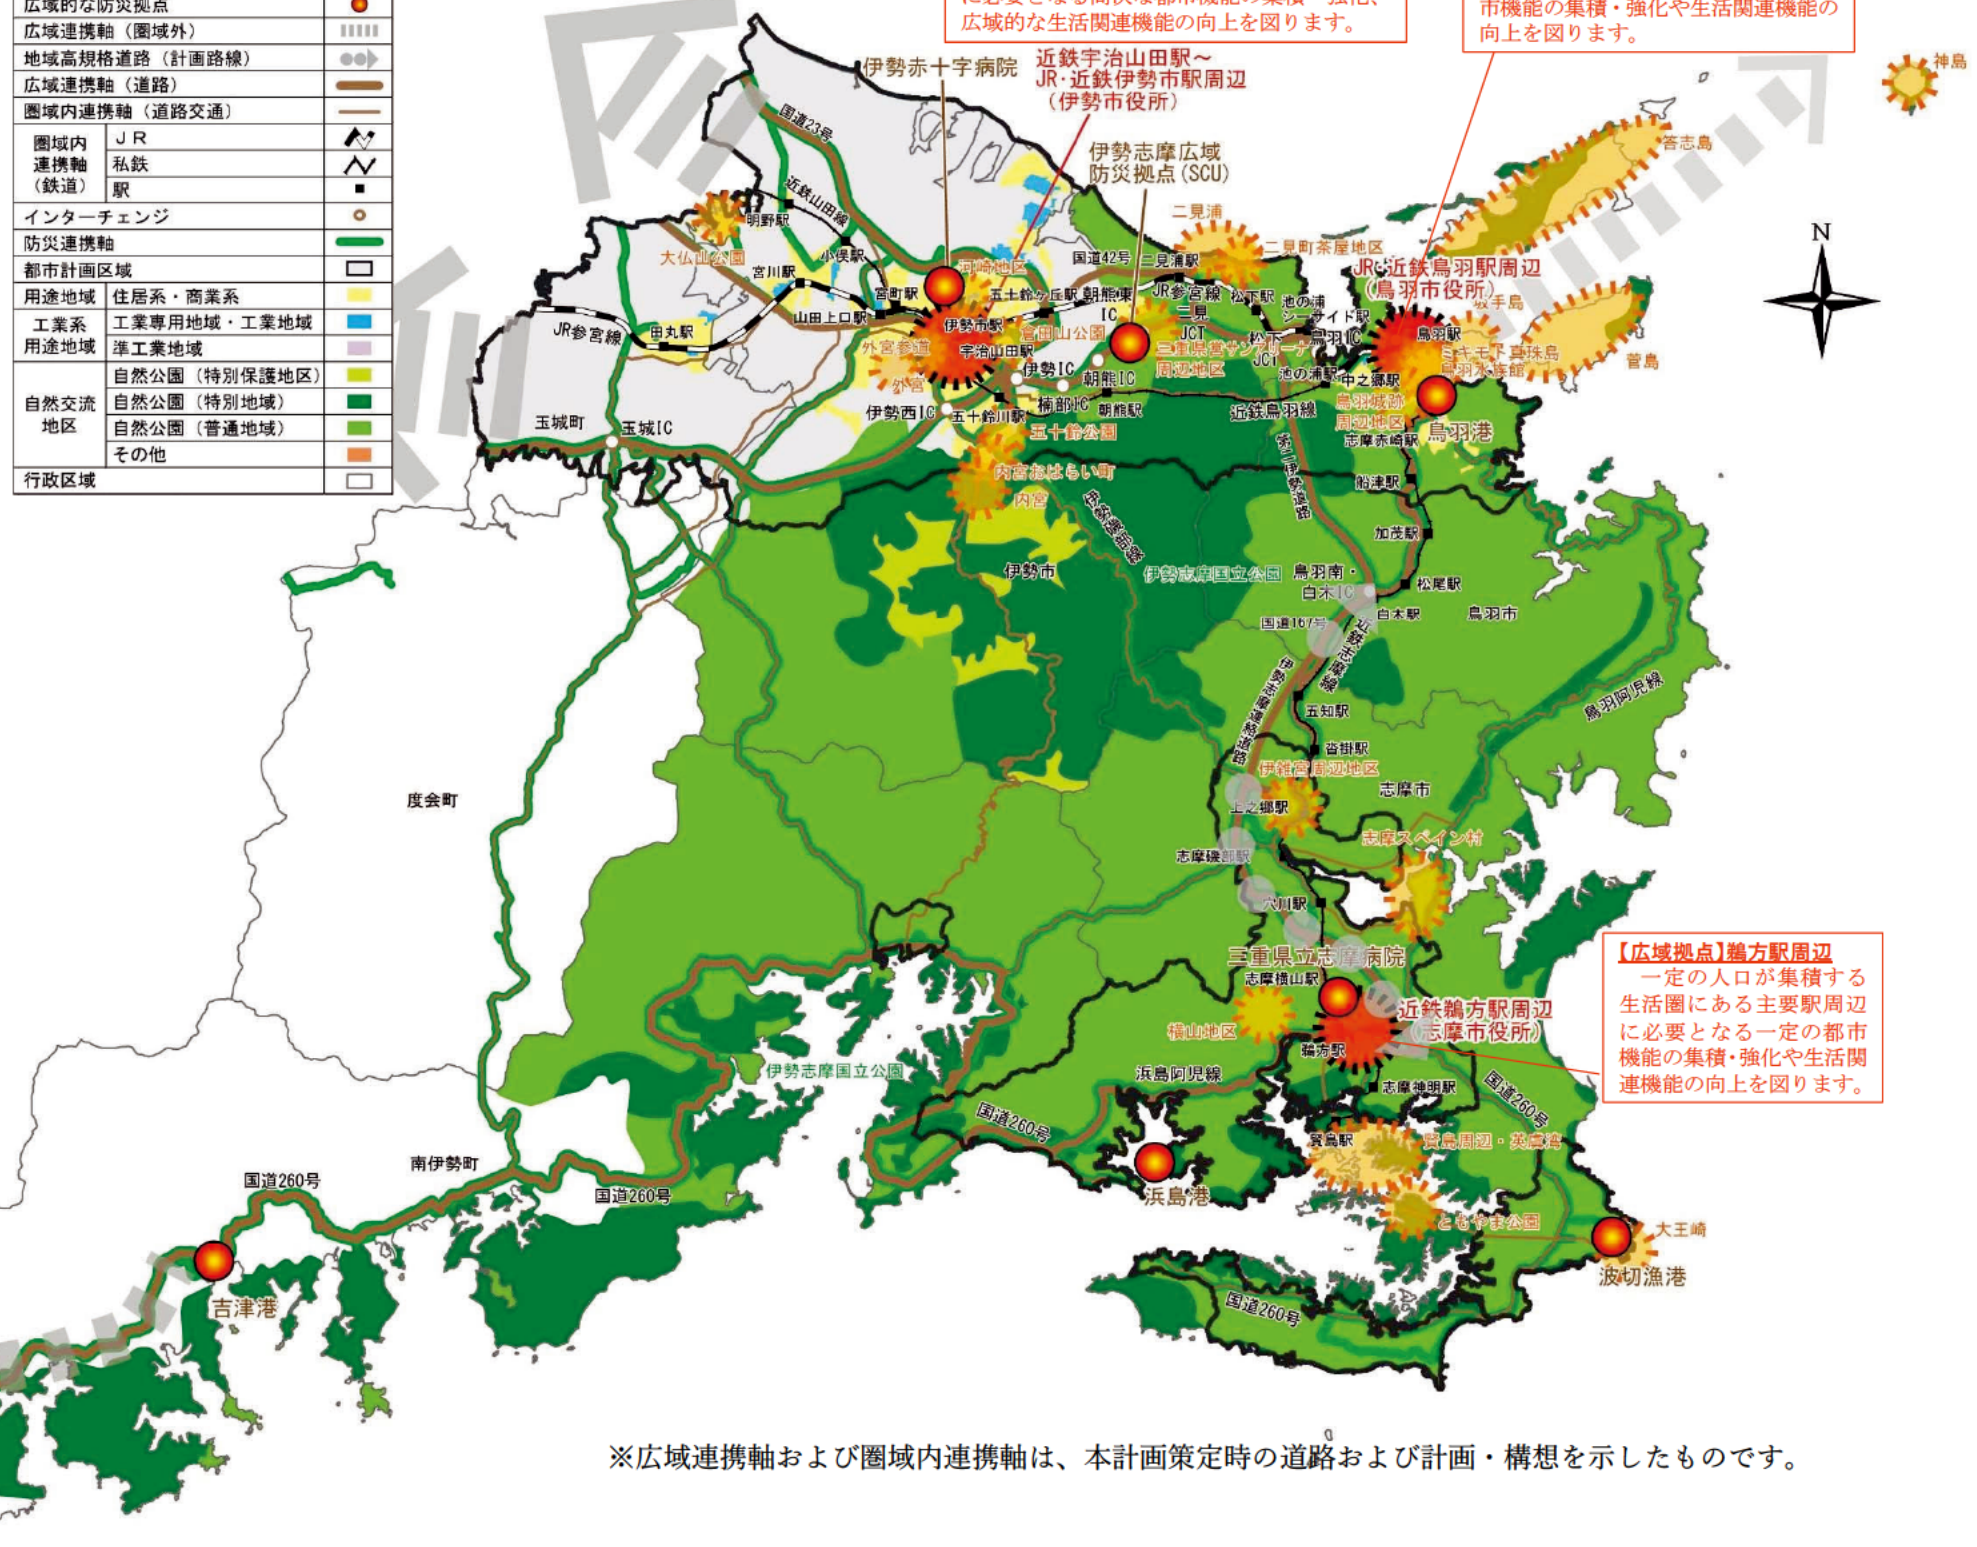 広域的な防災拠点
広域連携軸（圏域外）
地域高規格道路（計画路線）
広域連携軸（道路）
圏域内連携軸（道路交通）
圏域内
連携軸
（鉄道）
ＪＲ
私鉄
駅
インターチェンジ
防災連携軸
都市計画区域
用途地域
住居系・商業系
工業系
用途地域
工業専用地域・工業地域
準工業地域
自然交流
地区
自然公園（特別保護地区）
自然公園（特別地域）
自然公園（普通地域）
その他
行政区域
広域的な生活関連機能の向上を図ります。
市機能の集積・強化や生活関連機能の
向上を図ります。
伊勢赤十字病院
近鉄宇治山田駅～
JR・近鉄伊勢市駅周辺
（伊勢市役所）
伊勢志摩広域
防災拠点(SCU)
神島
答志島
国道23号
近鉄山田線
明野駅
小俣駅
大仏山公園
宮川駅
宮町駅
河崎地区
二見浦
二見町茶屋地区
国道42号
二見浦駅
JR・近鉄鳥羽駅周辺
（鳥羽市役所）
坂手島
菅島
五十鈴ヶ丘駅
朝熊東
IC
JR参宮線
松下駅
池の浦
シーサイド駅
二見
JCT
松下
JCT
鳥羽IC
鳥羽駅
JR参宮線
田丸駅
山田上口駅
伊勢市駅
倉田山公園
宇治山田駅
外宮参道
外宮
三重県営サンアリーナ
周辺地区
ミキモト真珠島
鳥羽水族館
池の浦駅
中之郷駅
伊勢IC
朝熊IC
楠部IC
朝熊駅
伊勢西IC
五十鈴川駅
近鉄鳥羽線
鳥羽城跡
周辺地区
鳥羽港
志摩赤崎駅
玉城町
玉城IC
五十鈴公園
内宮おはらい町
内宮
第二伊勢道路
船津駅
加茂駅
伊勢磯部線
伊勢市
伊勢志摩国立公園
鳥羽南・
白木IC
松尾駅
白木駅
鳥羽市
国道167号
近鉄志摩線
伊勢志摩連絡道路
五知駅
鳥羽阿児線
沓掛駅
伊雑宮周辺地区
志摩市
上之郷駅
度会町
志摩スペイン村
志摩磯部駅
穴川駅
三重県立志摩病院
志摩横山駅
横山地区
近鉄鵜方駅周辺
（志摩市役所）
鵜方駅
【広域拠点】鵜方駅周辺
一定の人口が集積する
生活圏にある主要駅周辺
に必要となる一定の都市
機能の集積・強化や生活関
連機能の向上を図ります。
伊勢志摩国立公園
浜島阿児線
志摩神明駅
国道260号
国道260号
賢島駅
賢島周辺・英虞湾
南伊勢町
国道260号
国道260号
浜島港
ともやま公園
大王崎
波切漁港
吉津港
国道260号
N
※広域連携軸および圏域内連携軸は、本計画策定時の道路および計画・構想を示したものです。